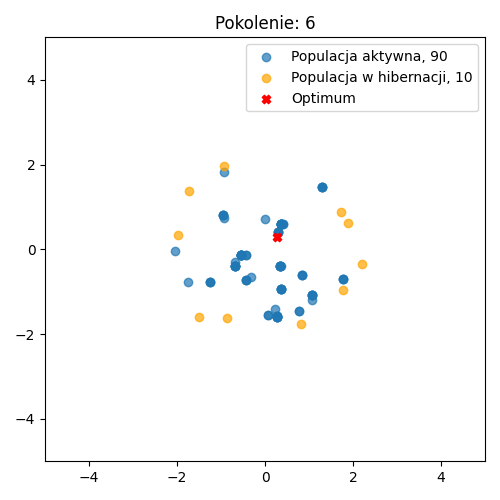 Pokolenie: 6
Populacja aktywna, 90
Populacja w hibernacji, 10
Optimum
4
2
0
−2
−4
−4 −2 0 2 4